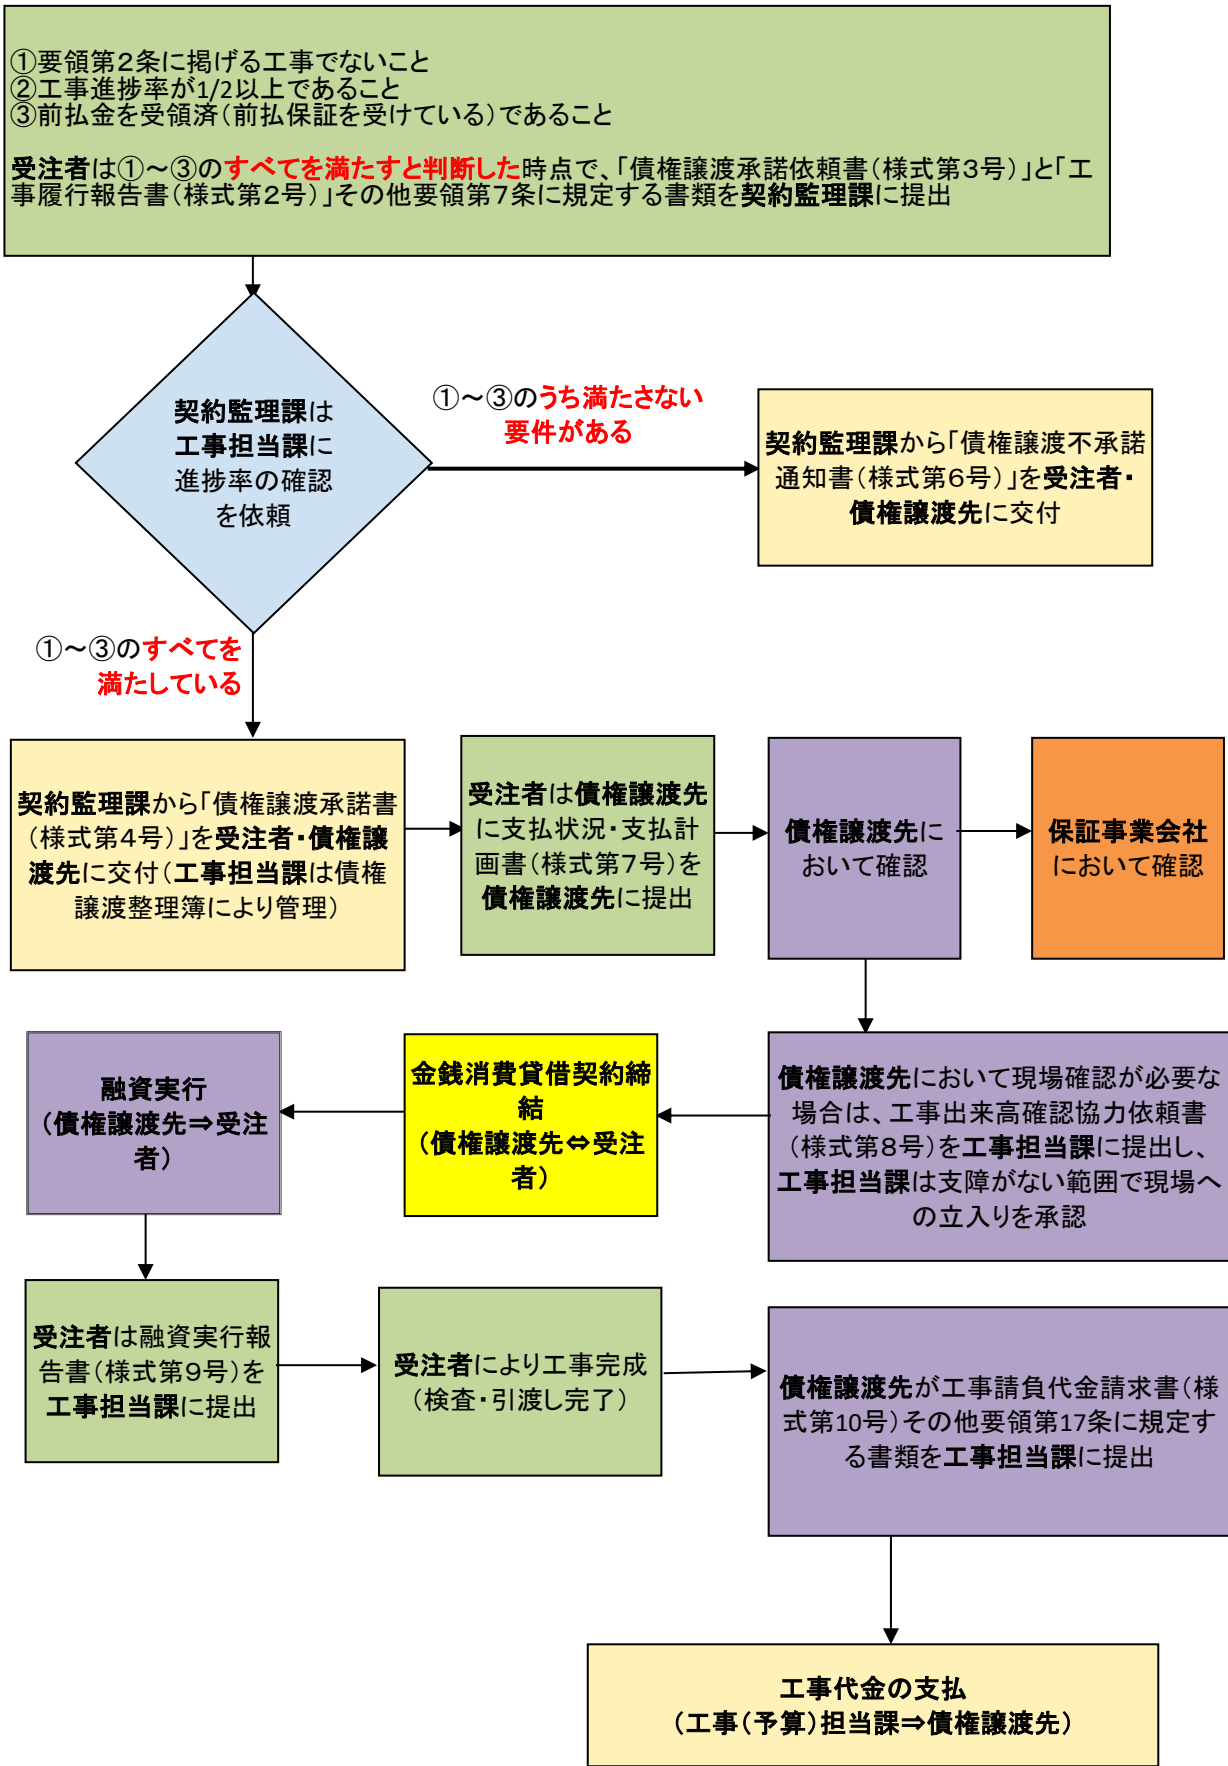 ①要領第2条に掲げる工事でないこと
②工事進捗率が1/2以上であること
③前払金を受領済（前払保証を受けている）であること
受注者は①～③のすべてを満たすと判断した時点で、「債権譲渡承諾依頼書（様式第3号）」と「工
事履行報告書（様式第2号）」その他要領第7条に規定する書類を契約監理課に提出
契約監理課は
工事担当課に
進捗率の確認
を依頼
①～③のうち満たさない
要件がある
契約監理課から「債権譲渡不承諾
通知書（様式第6号）」を受注者・
債権譲渡先に交付
①～③のすべてを
満たしている
契約監理課から「債権譲渡承諾書
（様式第4号）」を受注者・債権譲
渡先に交付（工事担当課は債権
譲渡整理簿により管理）
受注者は債権譲渡先
に支払状況・支払計
画書（様式第7号）を
債権譲渡先に提出
債権譲渡先に
おいて確認
保証事業会社
において確認
融資実行
（債権譲渡先⇒受注
者）
金銭消費貸借契約締
結
（債権譲渡先⇔受注
者）
債権譲渡先において現場確認が必要な
場合は、工事出来高確認協力依頼書
（様式第8号）を工事担当課に提出し、
工事担当課は支障がない範囲で現場へ
の立入りを承認
受注者は融資実行報
告書（様式第9号）を
工事担当課に提出
受注者により工事完成
（検査・引渡し完了）
債権譲渡先が工事請負代金請求書（様
式第10号）その他要領第17条に規定す
る書類を工事担当課に提出
工事代金の支払
（工事（予算）担当課⇒債権譲渡先）